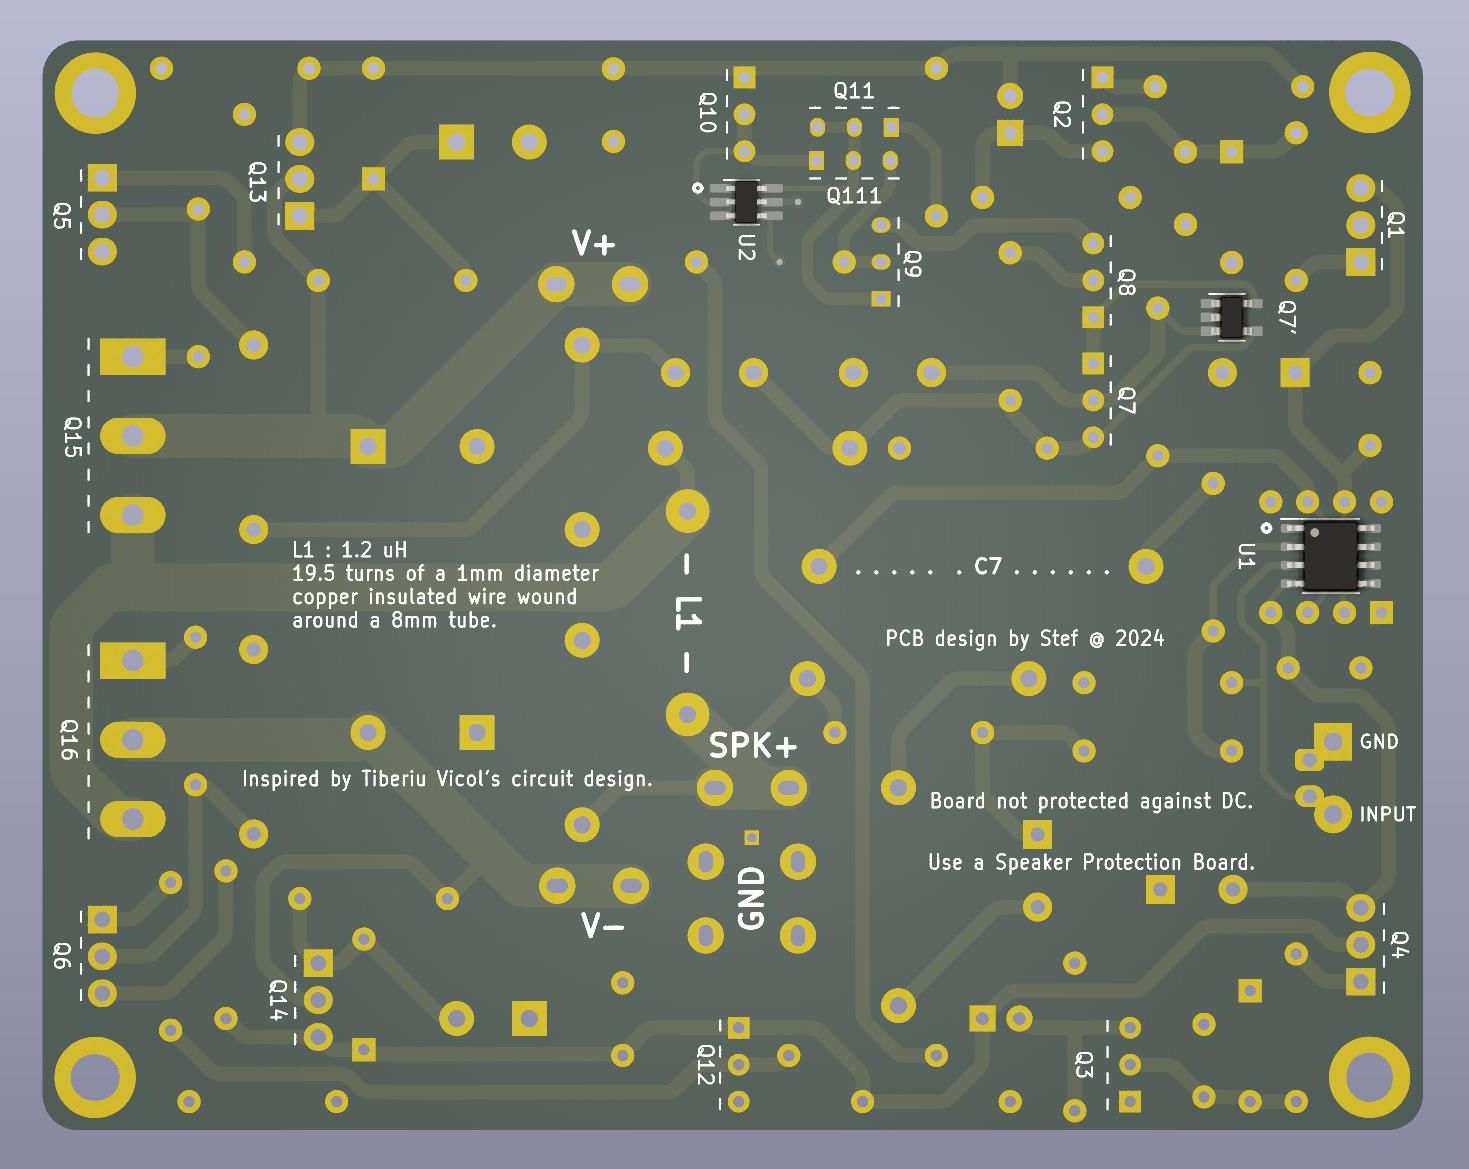 Q11
Q10
Q2
Q13
Q111
Q5
Q1
V+
U2
Q9
Q8
Q7'
Q7
Q15
L1 : 1.2 uH
19.5 turns of a 1mm diameter
copper insulated wire wound
around a 8mm tube.
U1
. . . . . . C7 . . . . . .
— L1 —
PCB design by Stef @ 2024
Q16
SPK+
GND
Inspired by Tiberiu Vicol's circuit design.
Board not protected against DC.
INPUT
Use a Speaker Protection Board.
GND
V-
Q6
Q4
Q14
Q12
Q3